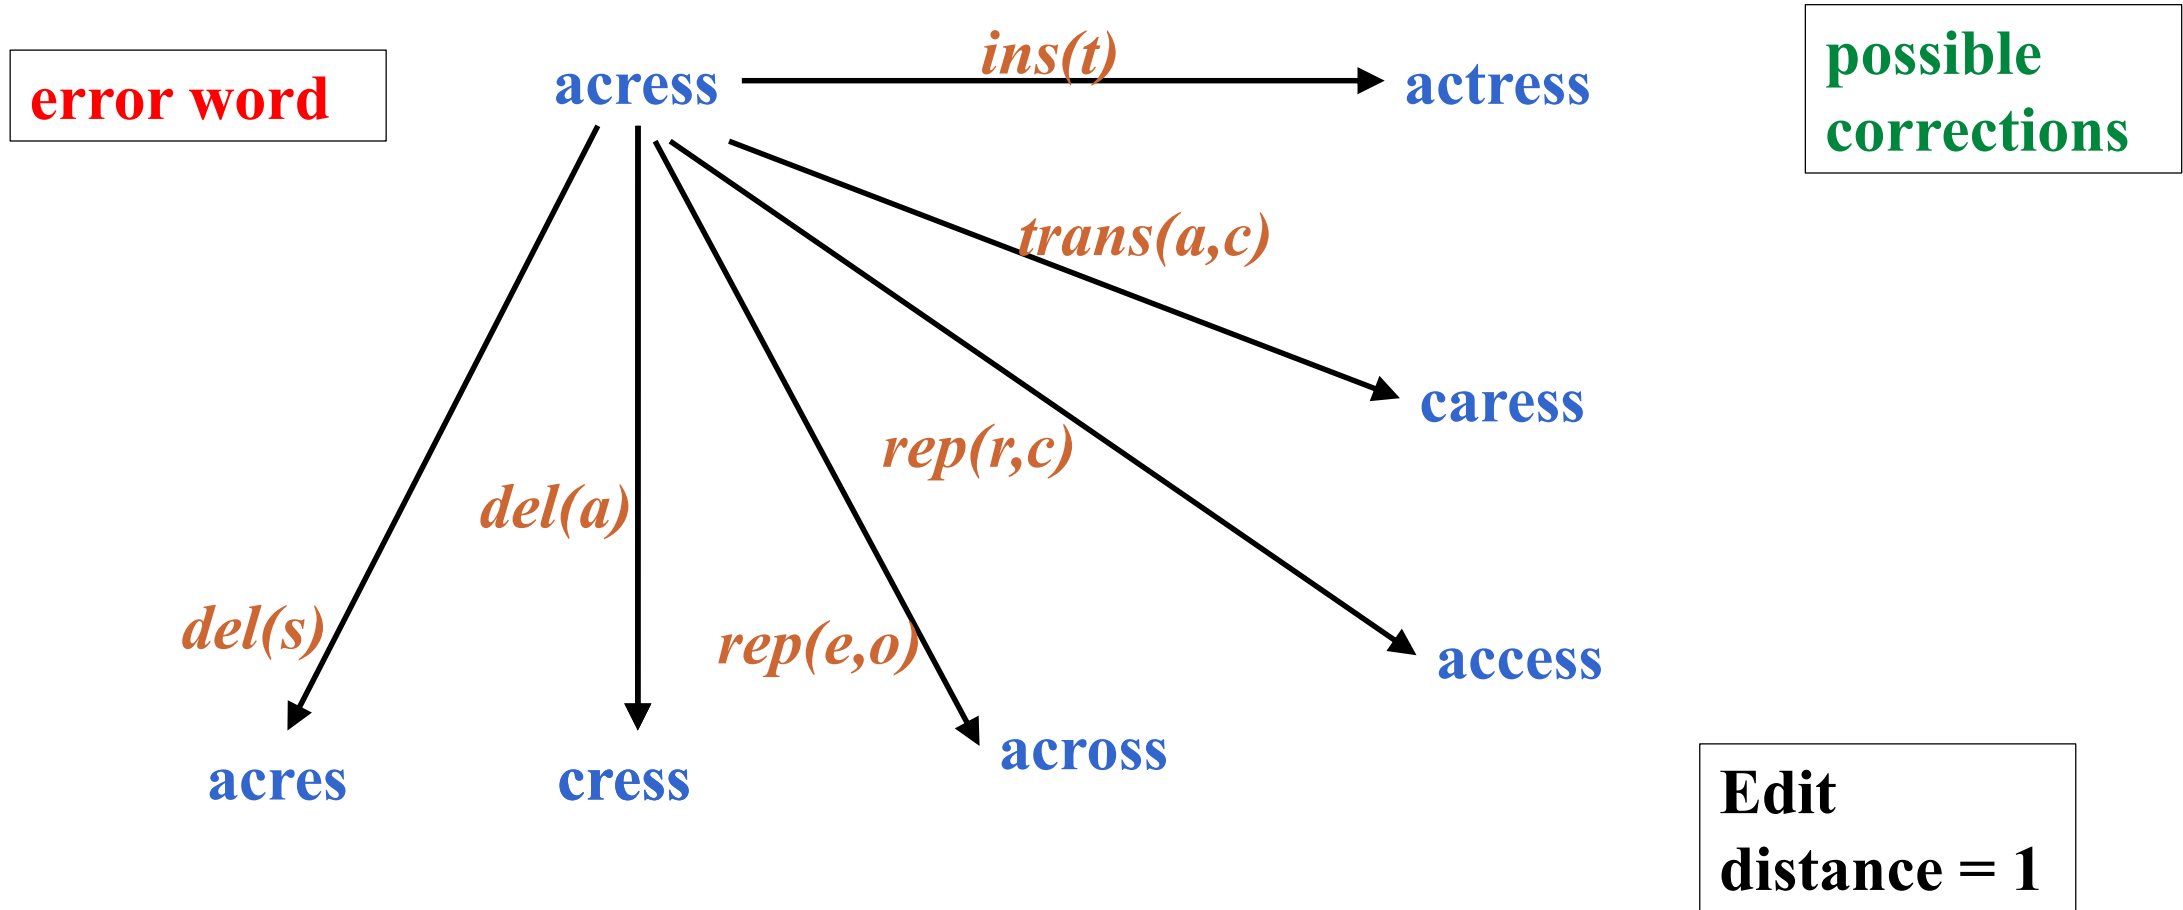 error word
acress
ins(t)
actress
possible
corrections
trans(a,c)
caress
rep(r,c)
del(a)
del(s)
rep(e,o)
access
acres
cress
across
Edit
distance = 1